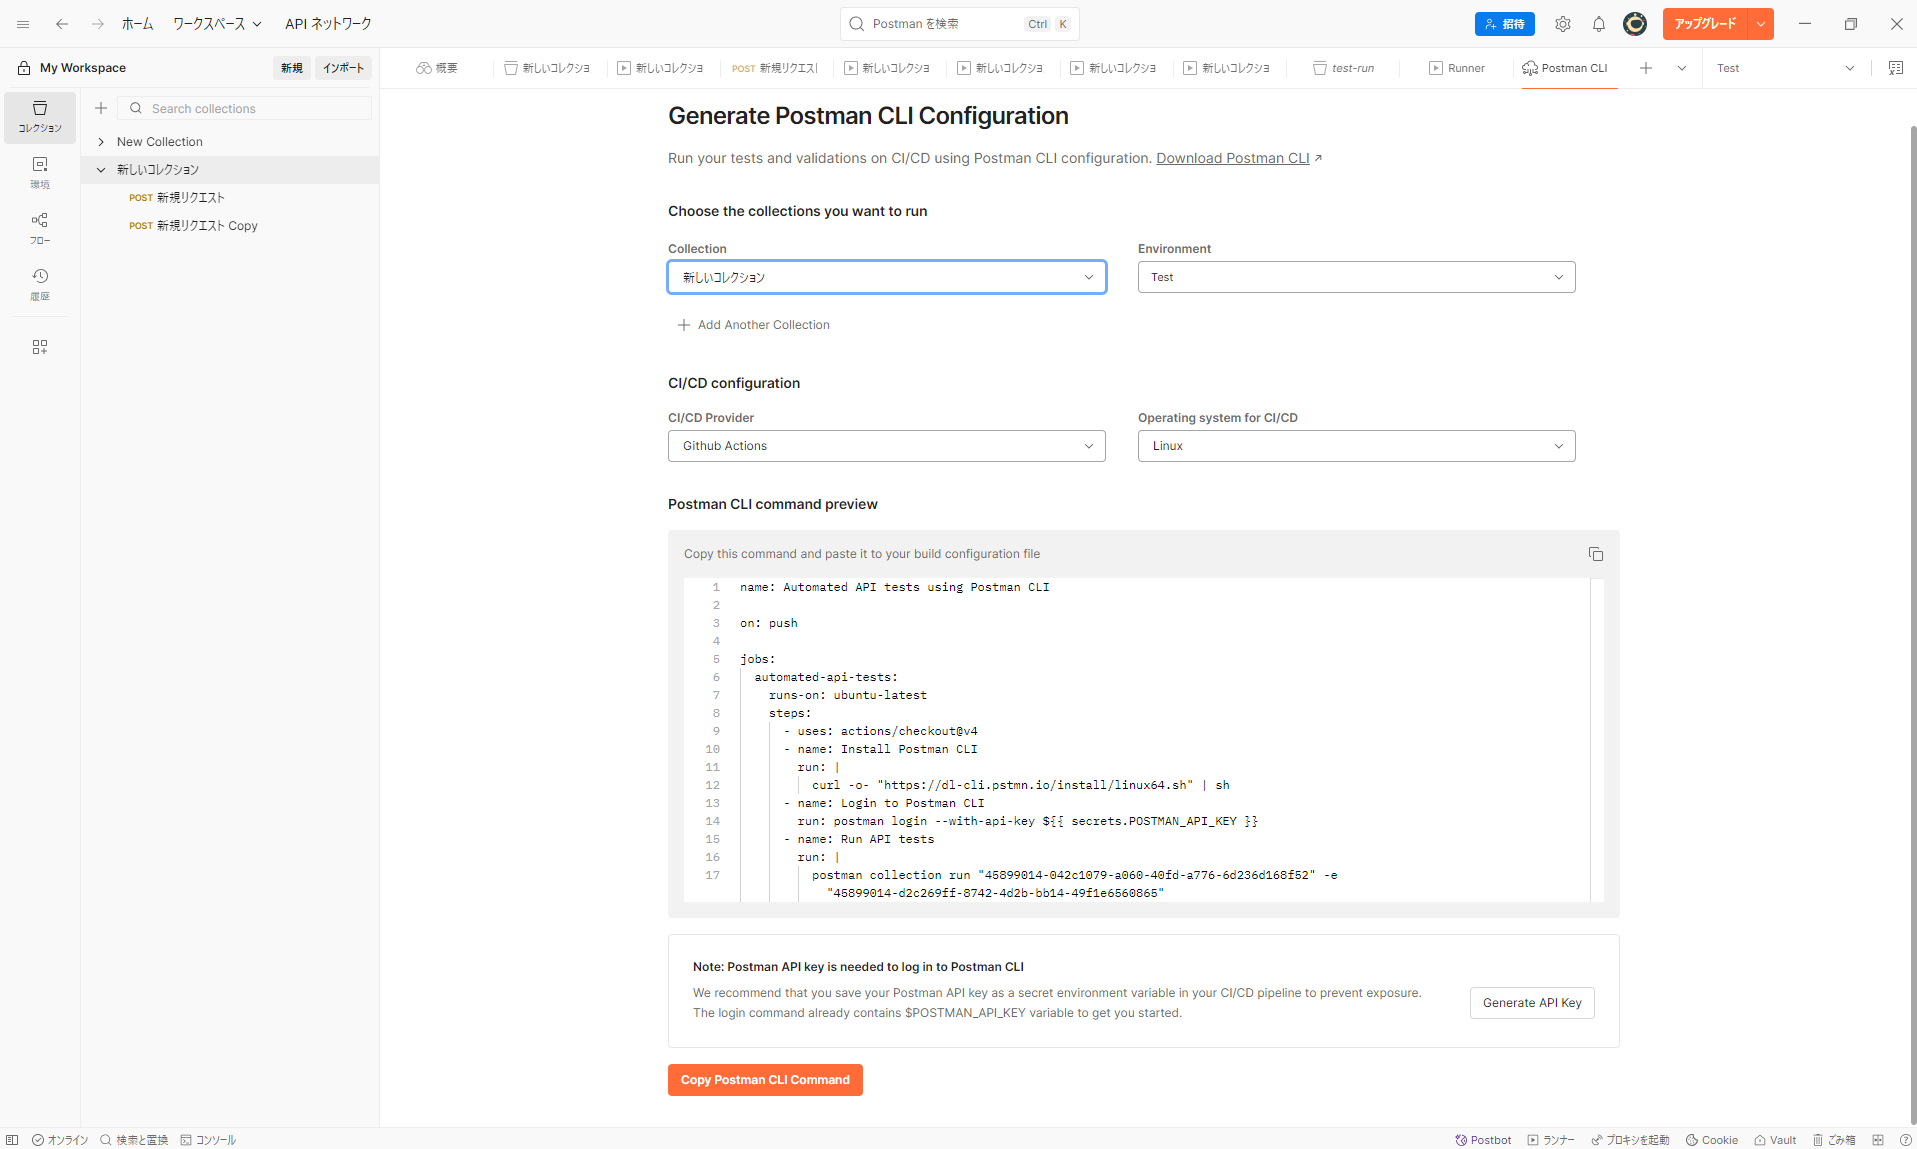 ホーム ワークスペース API ネットワーク Postman を検索 Ctrl K 招待 アップグレード
My Workspace 新規 インポート 概要 新しいコレクショ 新しいコレクショ POST 新規リクエスト 新しいコレクショ 新しいコレクショ 新しいコレクショ 新しいコレクショ test-run Runner Postman CLI Test
コレクション
環境
フロー
履歴
Search collections
New Collection
新しいコレクション
POST 新規リクエスト
POST 新規リクエスト Copy
Generate Postman CLI Configuration
Run your tests and validations on CI/CD using Postman CLI configuration. Download Postman CLI ↗
Choose the collections you want to run
Collection Environment
新しいコレクション Test
Add Another Collection
CI/CD configuration
CI/CD Provider Operating system for CI/CD
Github Actions Linux
Postman CLI command preview
Copy this command and paste it to your build configuration file
1 name: Automated API tests using Postman CLI
2
3 on: push
4
5 jobs:
6 automated-api-tests:
7 runs-on: ubuntu-latest
8 steps:
9 - uses: actions/checkout@v4
10 - name: Install Postman CLI
11 run: |
12 curl -o- "https://dl-cli.pstmn.io/install/linux64.sh" | sh
13 - name: Login to Postman CLI
14 run: postman login --with-api-key ${{ secrets.POSTMAN_API_KEY }}
15 - name: Run API tests
16 run: |
17 postman collection run "45899014-042c1079-a060-40fd-a776-6d236d168f52" -e
"45899014-d2c269ff-8742-4d2b-bb14-49f1e6560865"
Note: Postman API key is needed to log in to Postman CLI
We recommend that you save your Postman API key as a secret environment variable in your CI/CD pipeline to prevent exposure.
The login command already contains $POSTMAN_API_KEY variable to get you started.
Generate API Key
Copy Postman CLI Command
オンライン 検索と置換 コンソール Postbot ランナー プロキシを起動 Cookie Vault ごみ箱